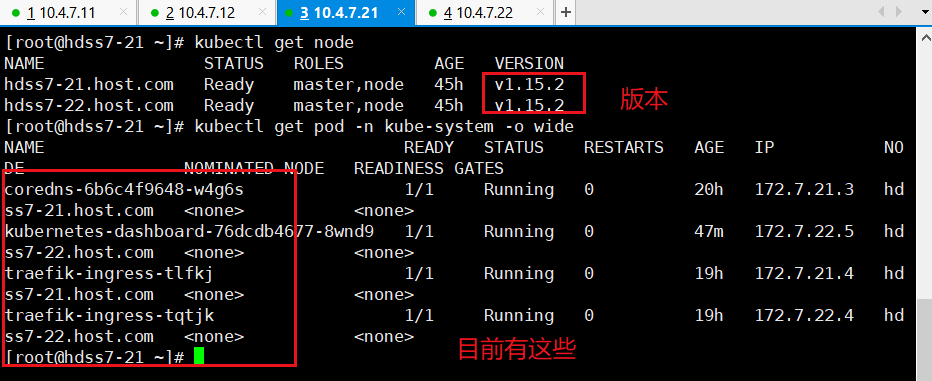 1 10.4.7.11 × 2 10.4.7.12 × 3 10.4.7.21 × 4 10.4.7.22 × +
[root@hdss7-21 ~]# kubectl get node
NAME STATUS ROLES AGE VERSION
hdss7-21.host.com Ready master,node 45h v1.15.2
hdss7-22.host.com Ready master,node 45h v1.15.2
版本
[root@hdss7-21 ~]# kubectl get pod -n kube-system -o wide
NAME READY STATUS RESTARTS AGE IP NO
DE NOMINATED NODE READINESS GATES
coredns-6b6c4f9648-w4g6s 1/1 Running 0 20h 172.7.21.3 hd
ss7-21.host.com <none> <none>
kubernetes-dashboard-76dcdb4677-8wnd9 1/1 Running 0 47m 172.7.22.5 hd
ss7-22.host.com <none> <none>
traefik-ingress-tlfkj 1/1 Running 0 19h 172.7.21.4 hd
ss7-21.host.com <none> <none>
traefik-ingress-tqtjk 1/1 Running 0 19h 172.7.22.4 hd
ss7-22.host.com <none> <none>
目前有这些
[root@hdss7-21 ~]#